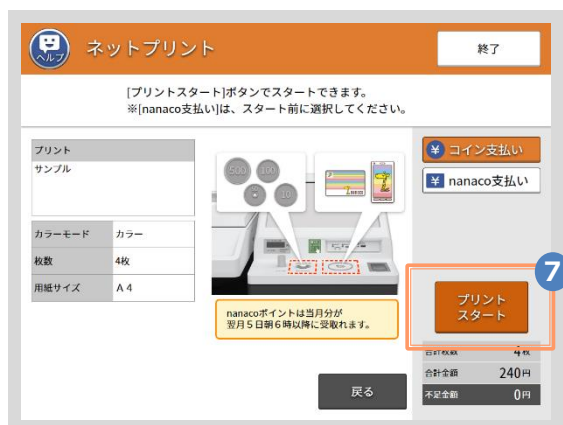 ヘルプ
ネットプリント
終了
[プリントスタート]ボタンでスタートできます。
※[nanaco支払い]は、スタート前に選択してください。
プリント
サンプル
カラーモード カラー
枚数 4枚
用紙サイズ A 4
500 100
10
nanacoポイントは当月分が
翌月5日朝6時以降に受取れます。
¥ コイン支払い
¥ nanaco支払い
7
プリント
スタート
合計枚数 4枚
合計金額 240円
不足金額 0円
戻る